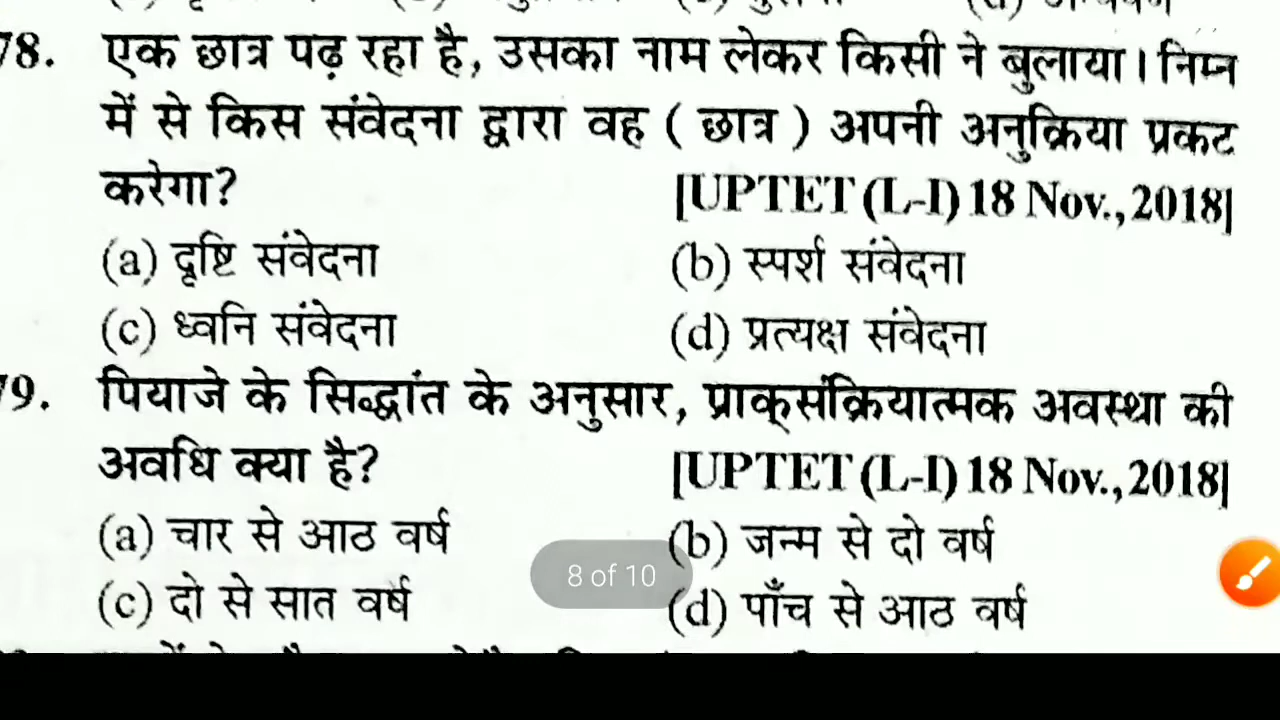 78. एक छात्र पढ़ रहा है, उसका नाम लेकर किसी ने बुलाया। निम्न
में से किस संवेदना द्वारा वह ( छात्र ) अपनी अनुक्रिया प्रकट
करेगा? [UPTET (L-I) 18 Nov., 2018]
(a) दृष्टि संवेदना (b) स्पर्श संवेदना
(c) ध्वनि संवेदना (d) प्रत्यक्ष संवेदना
79. पियाजे के सिद्धांत के अनुसार, प्राक्संक्रियात्मक अवस्था की
अवधि क्या है? [UPTET (L-I) 18 Nov., 2018]
(a) चार से आठ वर्ष (b) जन्म से दो वर्ष
8 of 10
(c) दो से सात वर्ष (d) पाँच से आठ वर्ष